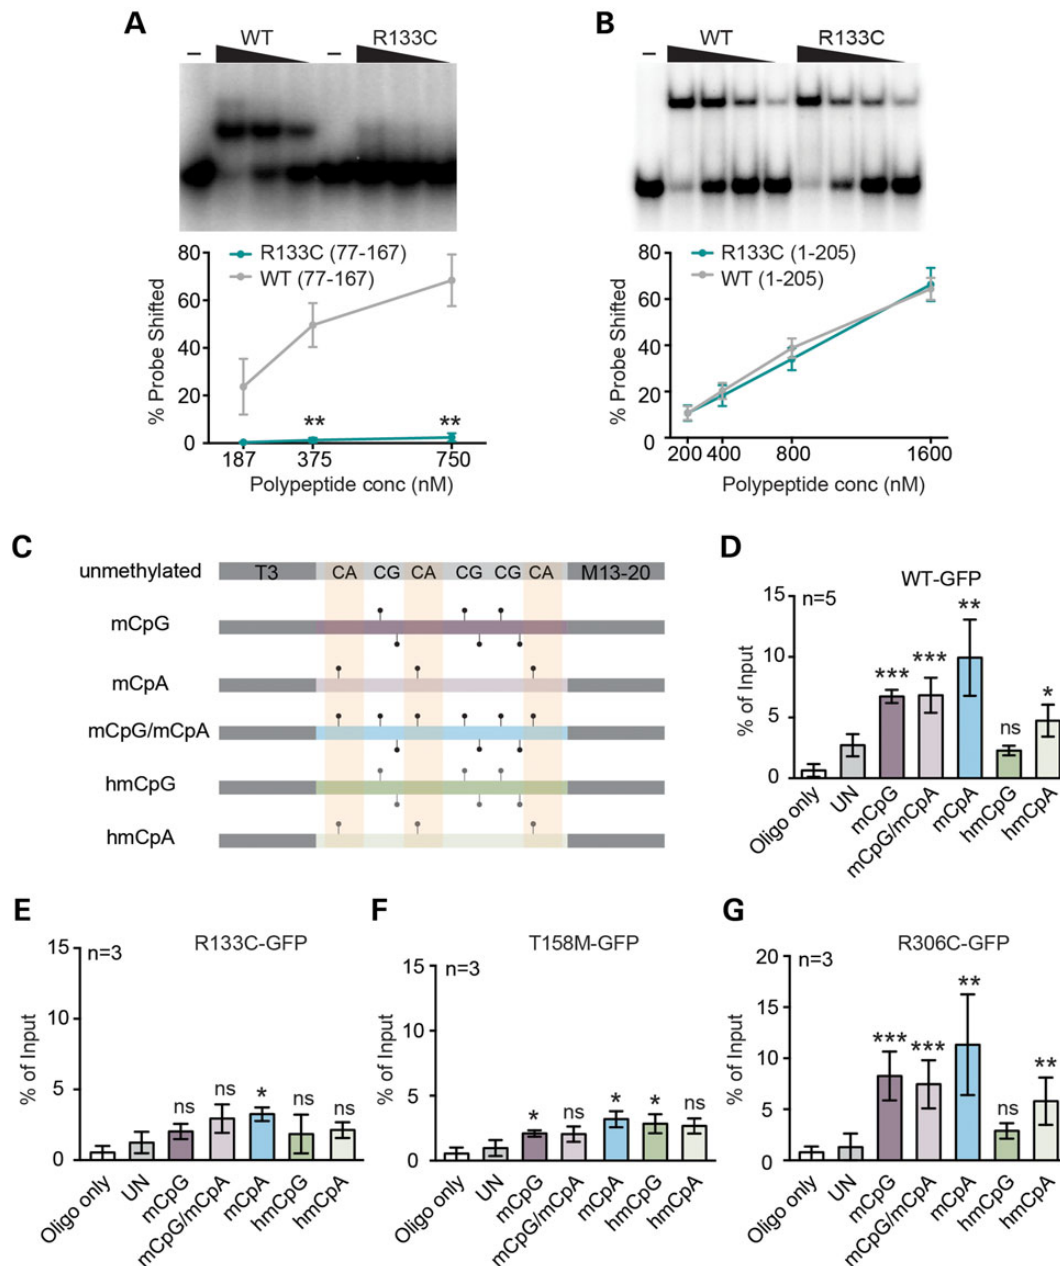 A
– WT – R133C
80
60
40
20
0
% Probe Shifted
R133C (77-167)
WT (77-167)
** **
187 375 750
Polypeptide conc (nM)
B
– WT R133C
80
60
40
20
0
% Probe Shifted
R133C (1-205)
WT (1-205)
200 400 800 1600
Polypeptide conc (nM)
C
unmethylated T3 CA CG CA CG CG CA M13-20
mCpG
mCpA
mCpG/mCpA
hmCpG
hmCpA
D
WT-GFP
n=5
15
10
5
0
% of Input
*** *** ** ns *
Oligo only UN mCpG mCpG/mCpA mCpA hmCpG hmCpA
E
R133C-GFP
n=3
15
10
5
0
% of Input
ns ns * ns ns
Oligo only UN mCpG mCpG/mCpA mCpA hmCpG hmCpA
F
T158M-GFP
n=3
15
10
5
0
% of Input
* ns * * ns
Oligo only UN mCpG mCpG/mCpA mCpA hmCpG hmCpA
G
R306C-GFP
n=3
20
15
10
5
0
% of Input
*** *** ** ns **
Oligo only UN mCpG mCpG/mCpA mCpA hmCpG hmCpA